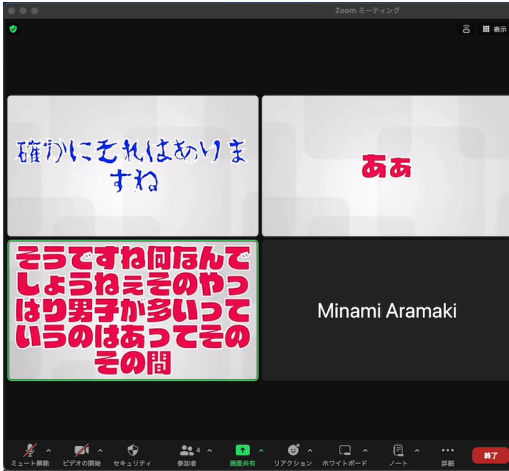 Zoom ミーティング
表示
確かにそれはありま
すね
あぁ
そうですね何なんで
しょうねぇそのやっ
ぱり男子が多いって
いうのはあってその
その間
Minami Aramaki
ミュート解除
ビデオの開始
セキュリティ
4
参加者
画面共有
リアクション
ホワイトボード
ノート
詳細
終了